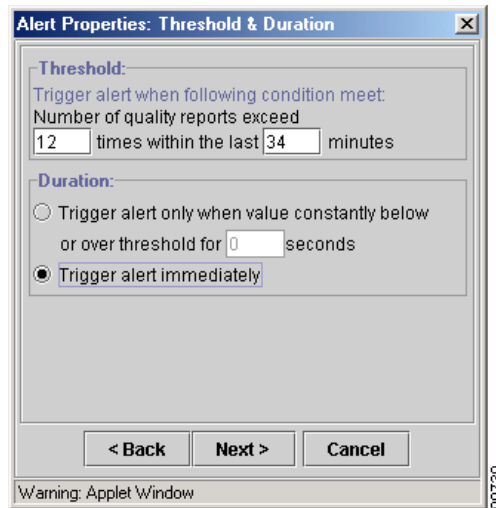 Alert Properties: Threshold & Duration
Threshold:
Trigger alert when following condition meet:
Number of quality reports exceed
12 times within the last 34 minutes
Duration:
Trigger alert only when value constantly below
or over threshold for 0 seconds
Trigger alert immediately
< Back Next > Cancel
Warning: Applet Window